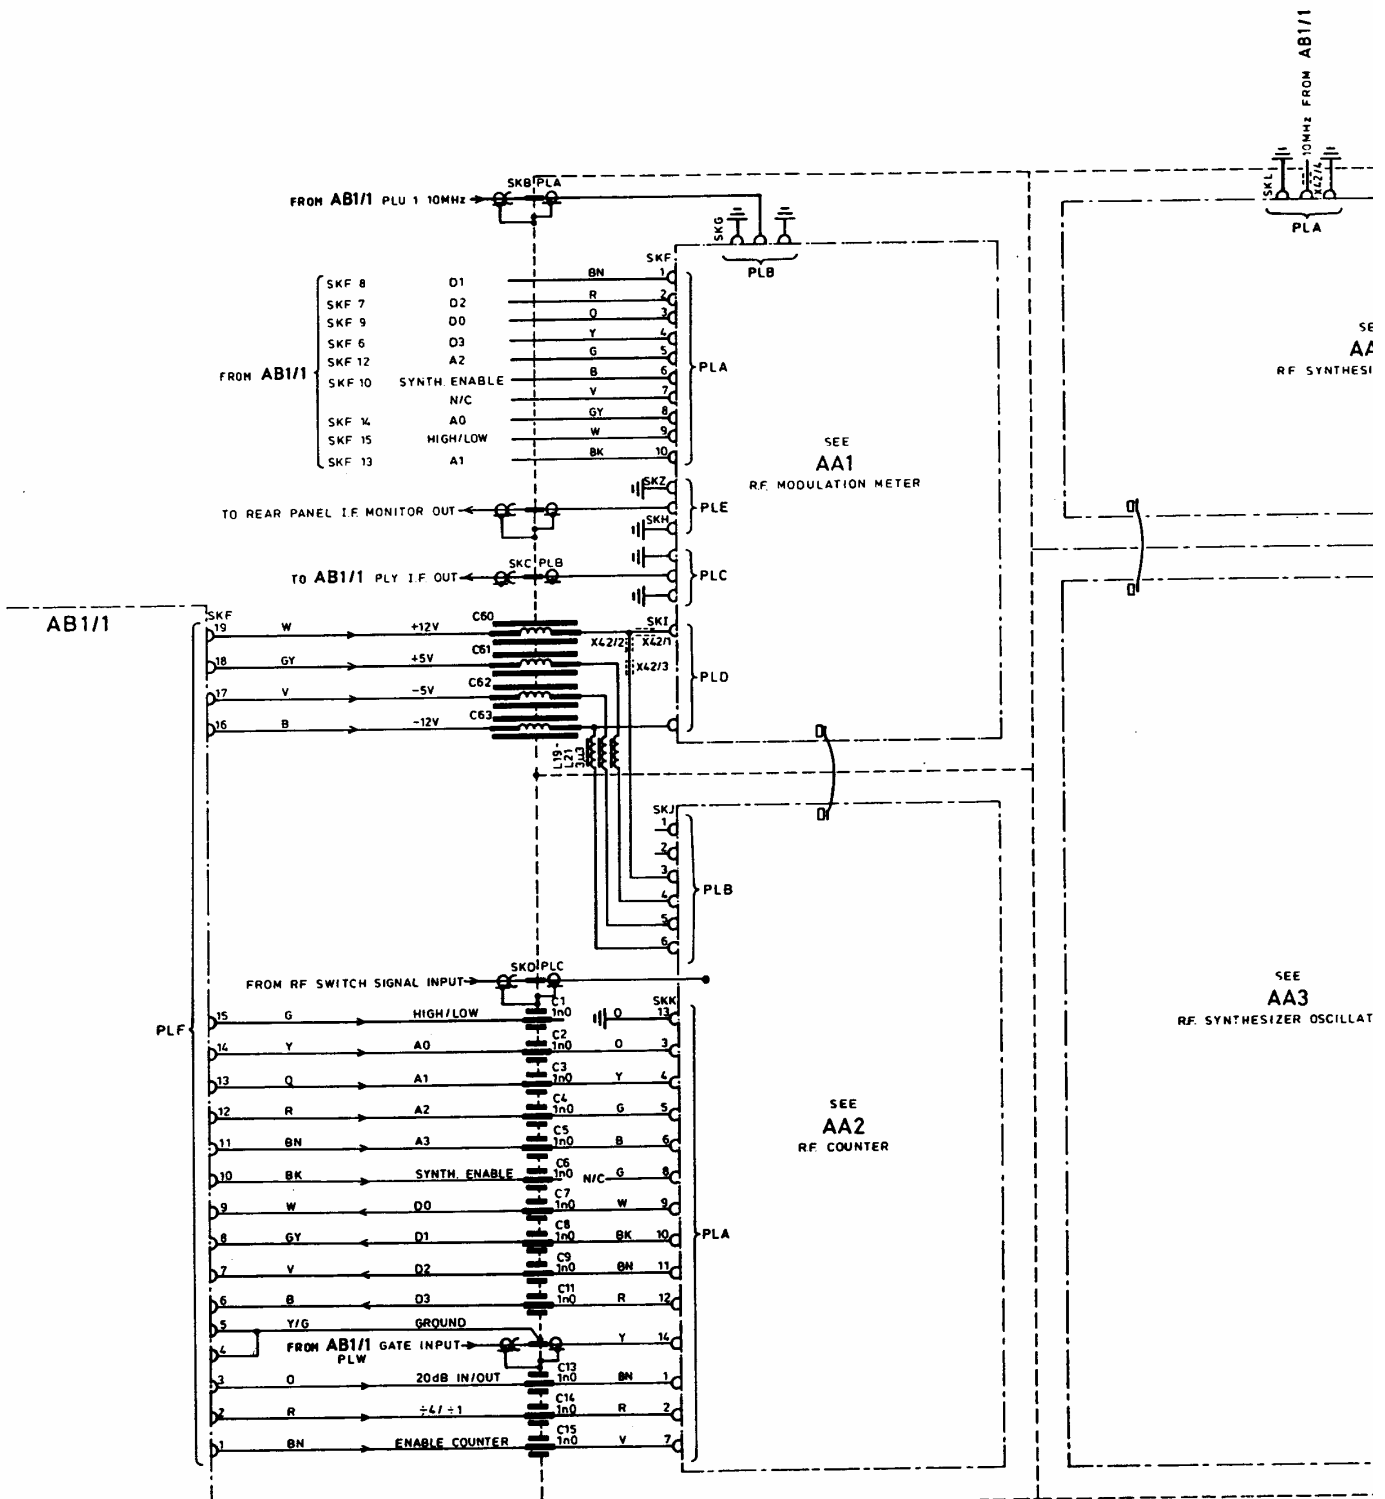 10MHz FROM AB1/1
X42/4
SKL
PLA
FROM AB1/1 PLU 1 10MHz
SKB PLA
SKG
PLB
SKF
FROM AB1/1
SKF 8 D1 BN 1
SKF 7 D2 R 2
SKF 9 D0 O 3
SKF 6 D3 Y 4
SKF 12 A2 G 5
SKF 10 SYNTH. ENABLE B 6
N/C V 7
SKF 14 A0 GY 8
SKF 15 HIGH/LOW W 9
SKF 13 A1 BK 10
PLA
SEE
AA1
R.F. MODULATION METER
SE
AA
R.F. SYNTHESI
SKZ
TO REAR PANEL I.F. MONITOR OUT
PLE
SKH
TO AB1/1 PLY I.F. OUT
SKC PLB
PLC
AB1/1
SKF
19 W +12V C60
SKI
X42/2 X42/1
X42/3
18 GY +5V C61
17 V -5V C62
16 B -12V C63
PLD
L19-
L21
3µ3
SKJ
1
2
3
4
5
6
PLB
FROM RF SWITCH SIGNAL INPUT
SKD PLC
PLF
SKK
15 G HIGH/LOW C1 1n0 O 13
14 Y A0 C2 1n0 O 3
13 O A1 C3 1n0 Y 4
12 R A2 C4 1n0 G 5
11 BN A3 C5 1n0 B 6
10 BK SYNTH. ENABLE C6 1n0 N/C G 8
9 W D0 C7 1n0 W 9
8 GY D1 C8 1n0 BK 10
7 V D2 C9 1n0 BN 11
6 B D3 C11 1n0 R 12
5 Y/G GROUND
4 FROM AB1/1 GATE INPUT Y 14
PLW
3 O 20dB IN/OUT C13 1n0 BN 1
2 R ÷4/÷1 C14 1n0 R 2
1 BN ENABLE COUNTER C15 1n0 V 7
PLA
SEE
AA2
R.F. COUNTER
SEE
AA3
R.F. SYNTHESIZER OSCILLAT